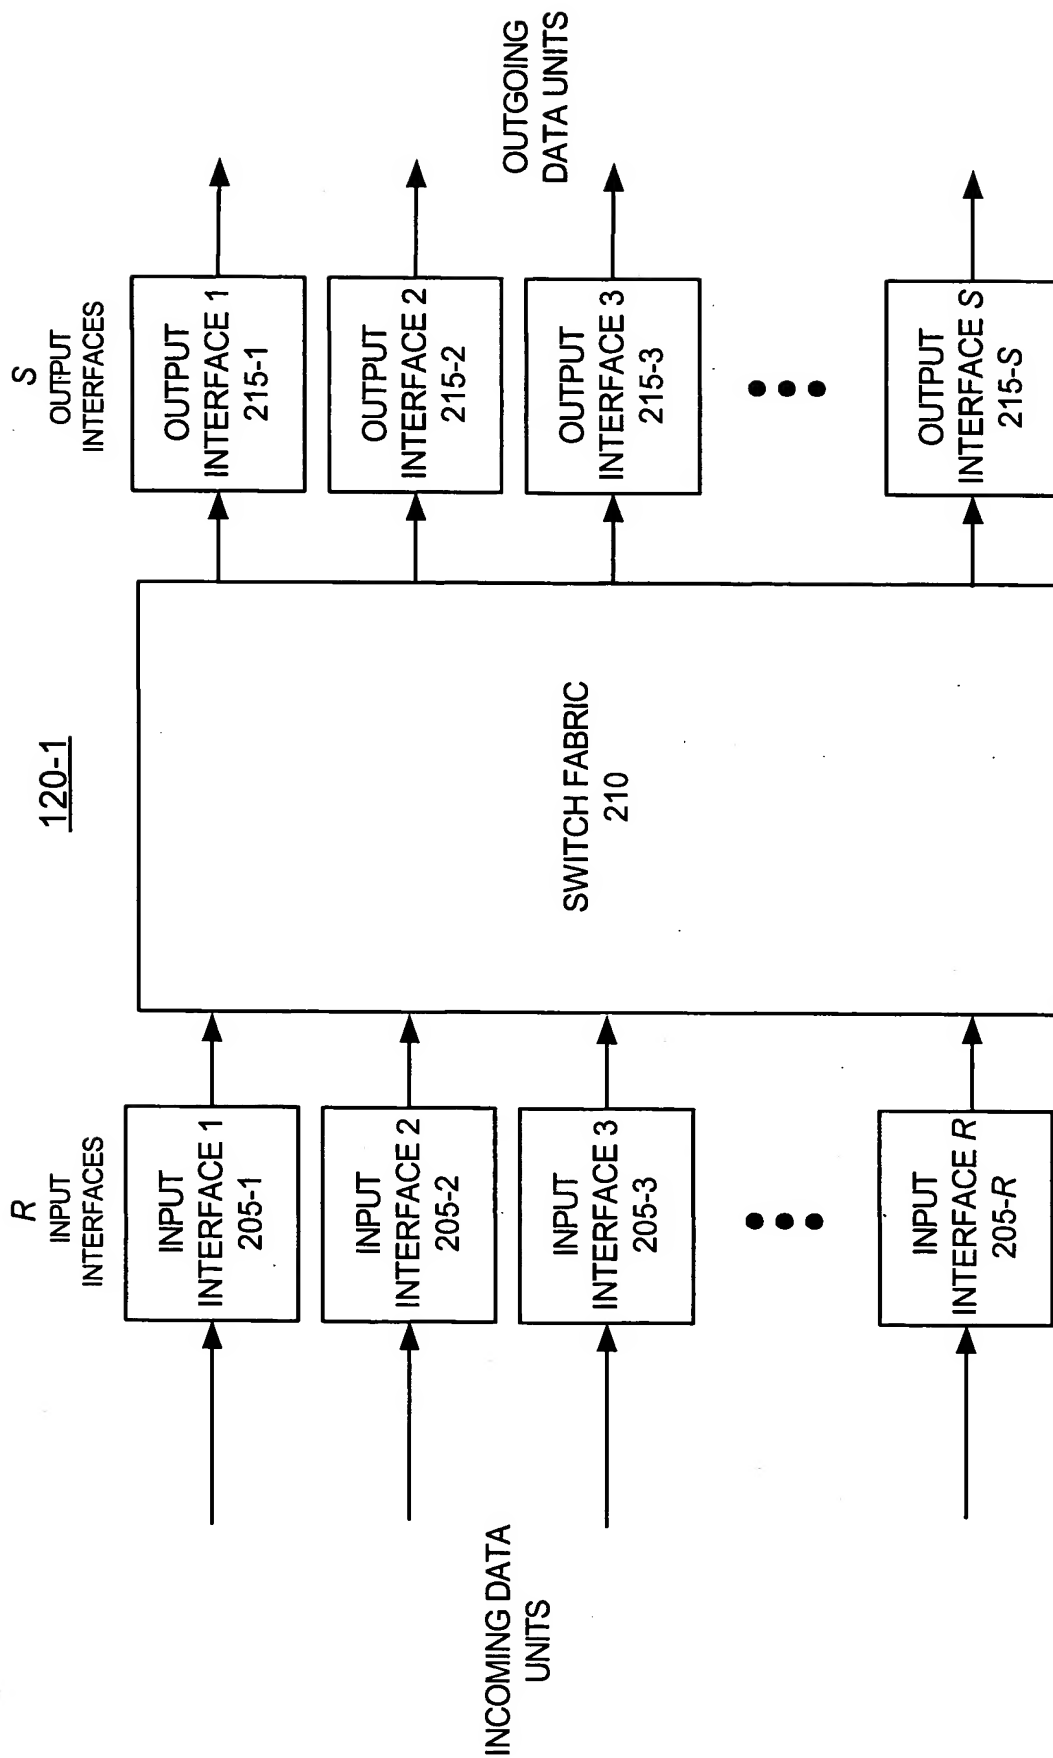 120-1
R
INPUT
INTERFACES
S
OUTPUT
INTERFACES
INCOMING DATA
UNITS
INPUT
INTERFACE 1
205-1
INPUT
INTERFACE 2
205-2
INPUT
INTERFACE 3
205-3
INPUT
INTERFACE R
205-R
SWITCH FABRIC
210
OUTPUT
INTERFACE 1
215-1
OUTPUT
INTERFACE 2
215-2
OUTPUT
INTERFACE 3
215-3
OUTPUT
INTERFACE S
215-S
OUTGOING
DATA UNITS